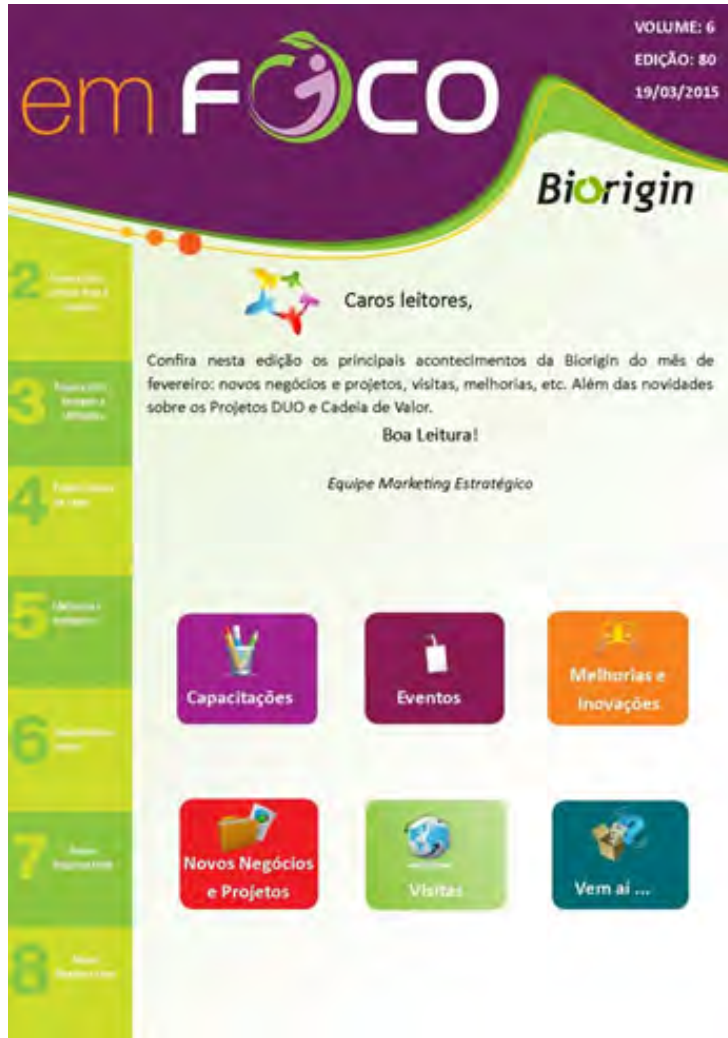 VOLUME: 6
EDIÇÃO: 80
19/03/2015
em FOCO
Biorigin
Caros leitores,
Confira nesta edição os principais acontecimentos da Biorigin do mês de
fevereiro: novos negócios e projetos, visitas, melhorias, etc. Além das novidades
sobre os Projetos DUO e Cadeia de Valor.
Boa Leitura!
Equipe Marketing Estratégico
2
3
4
5
6
7
8
Capacitações
Eventos
Melhorias e
Inovações
Novos Negócios
e Projetos
Visitas
Vem aí ...